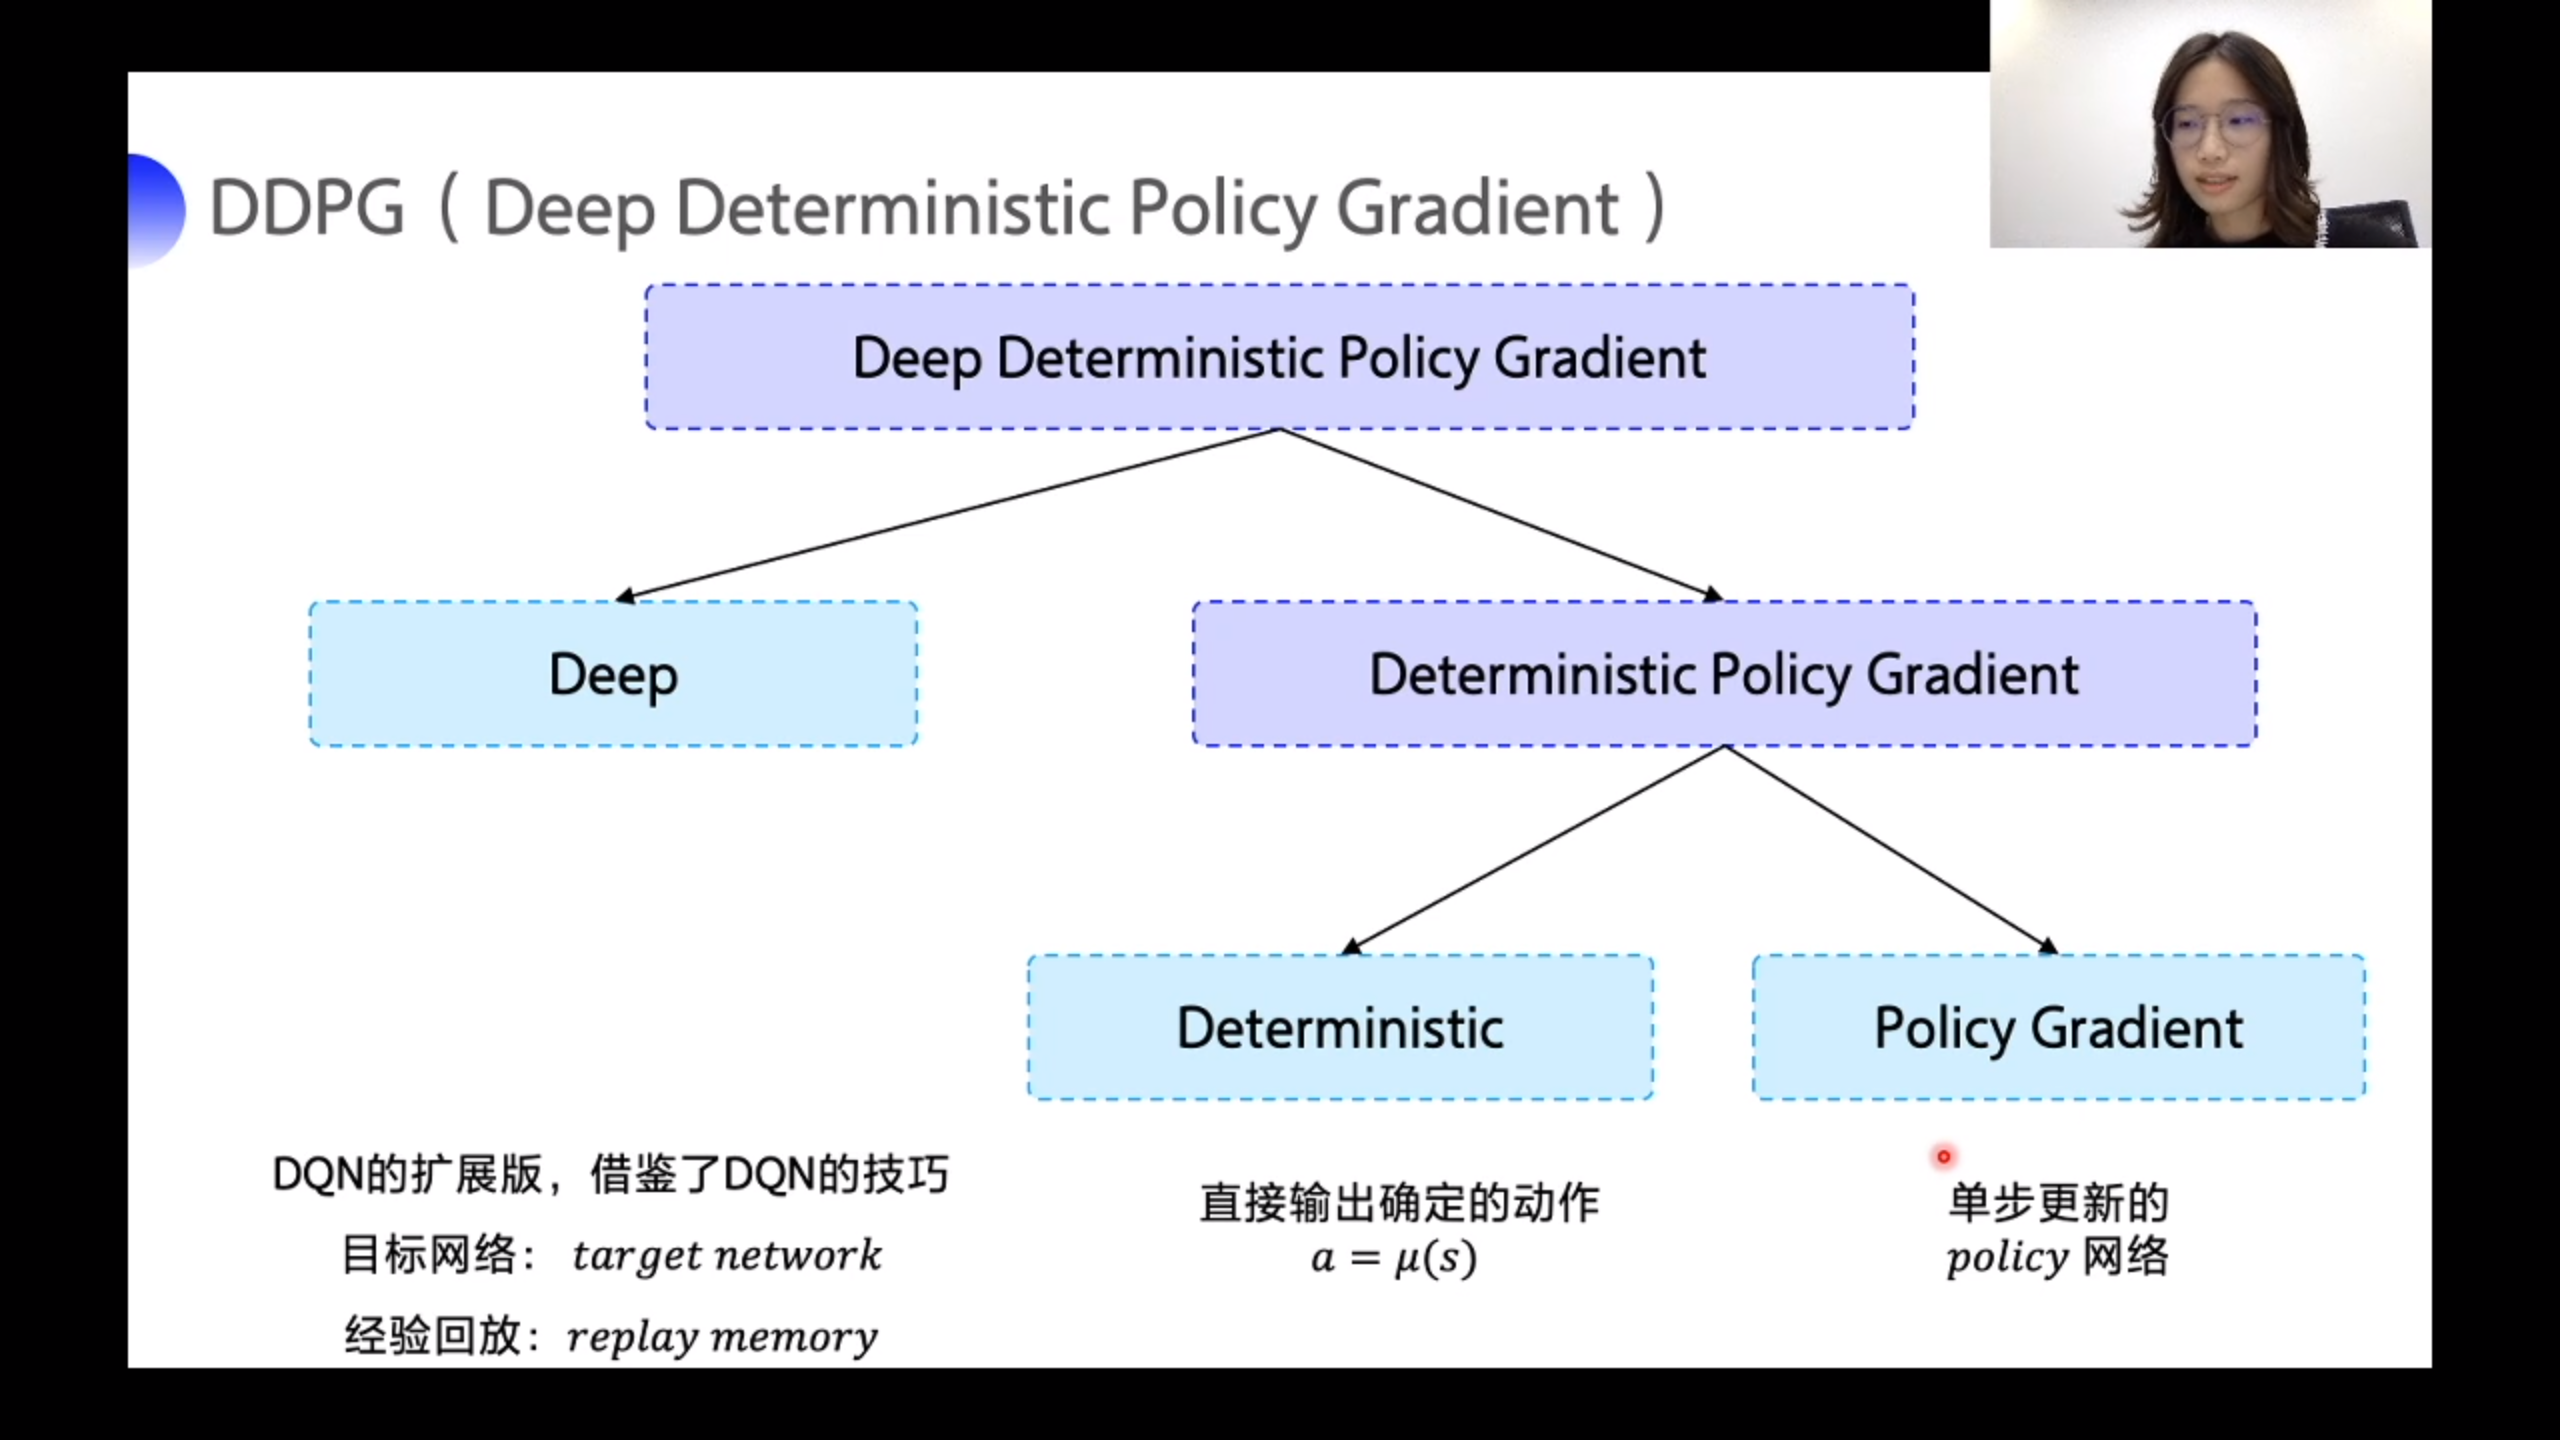 DDPG（Deep Deterministic Policy Gradient）
Deep Deterministic Policy Gradient
Deep
Deterministic Policy Gradient
Deterministic
Policy Gradient
DQN的扩展版，借鉴了DQN的技巧
目标网络： target network
经验回放：replay memory
直接输出确定的动作
a = μ(s)
单步更新的
policy 网络